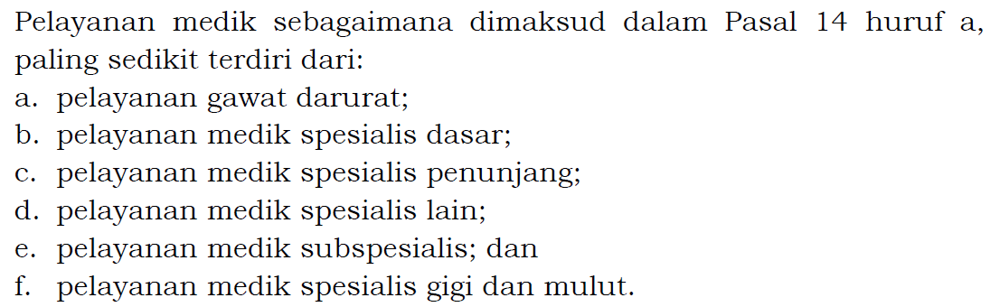 Pelayanan medik sebagaimana dimaksud dalam Pasal 14 huruf a,
paling sedikit terdiri dari:
a. pelayanan gawat darurat;
b. pelayanan medik spesialis dasar;
c. pelayanan medik spesialis penunjang;
d. pelayanan medik spesialis lain;
e. pelayanan medik subspesialis; dan
f. pelayanan medik spesialis gigi dan mulut.